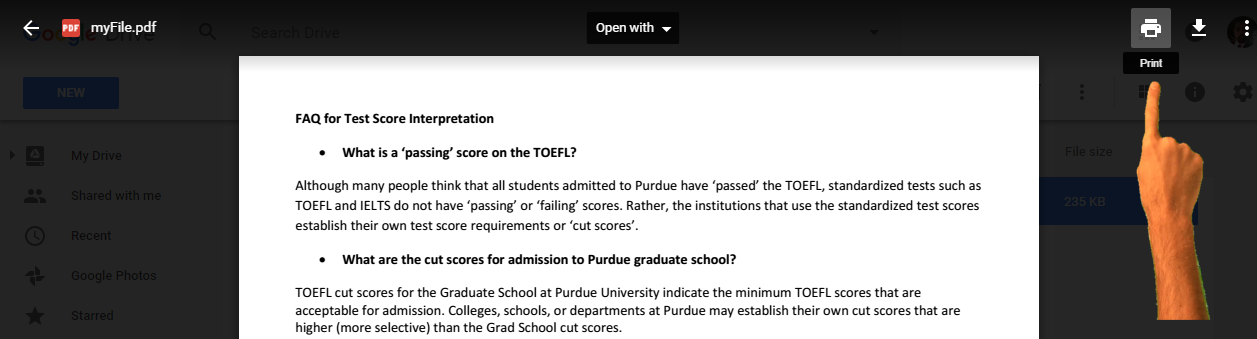 PDF myFile.pdf
Google Drive
Search Drive
Open with
Print
NEW
My Drive
Shared with me
Recent
Google Photos
Starred
File size
235 KB
FAQ for Test Score Interpretation
• What is a ‘passing’ score on the TOEFL?
Although many people think that all students admitted to Purdue have ‘passed’ the TOEFL, standardized tests such as
TOEFL and IELTS do not have ‘passing’ or ‘failing’ scores. Rather, the institutions that use the standardized test scores
establish their own test score requirements or ‘cut scores’.
• What are the cut scores for admission to Purdue graduate school?
TOEFL cut scores for the Graduate School at Purdue University indicate the minimum TOEFL scores that are
acceptable for admission. Colleges, schools, or departments at Purdue may establish their own cut scores that are
higher (more selective) than the Grad School cut scores.